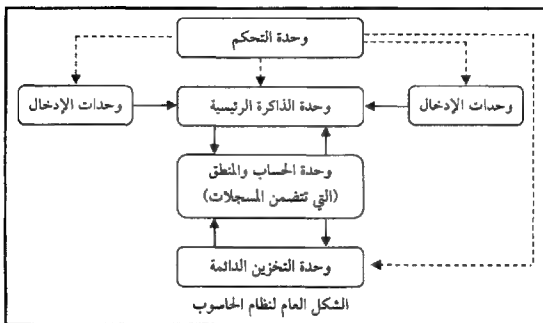 وحدة التحكم
وحدات الإدخال
وحدة الذاكرة الرئيسية
وحدات الإدخال
وحدة الحساب والمنطق
(التي تتضمن المسجلات)
وحدة التخزين الدائمة
الشكل العام لنظام الحاسوب